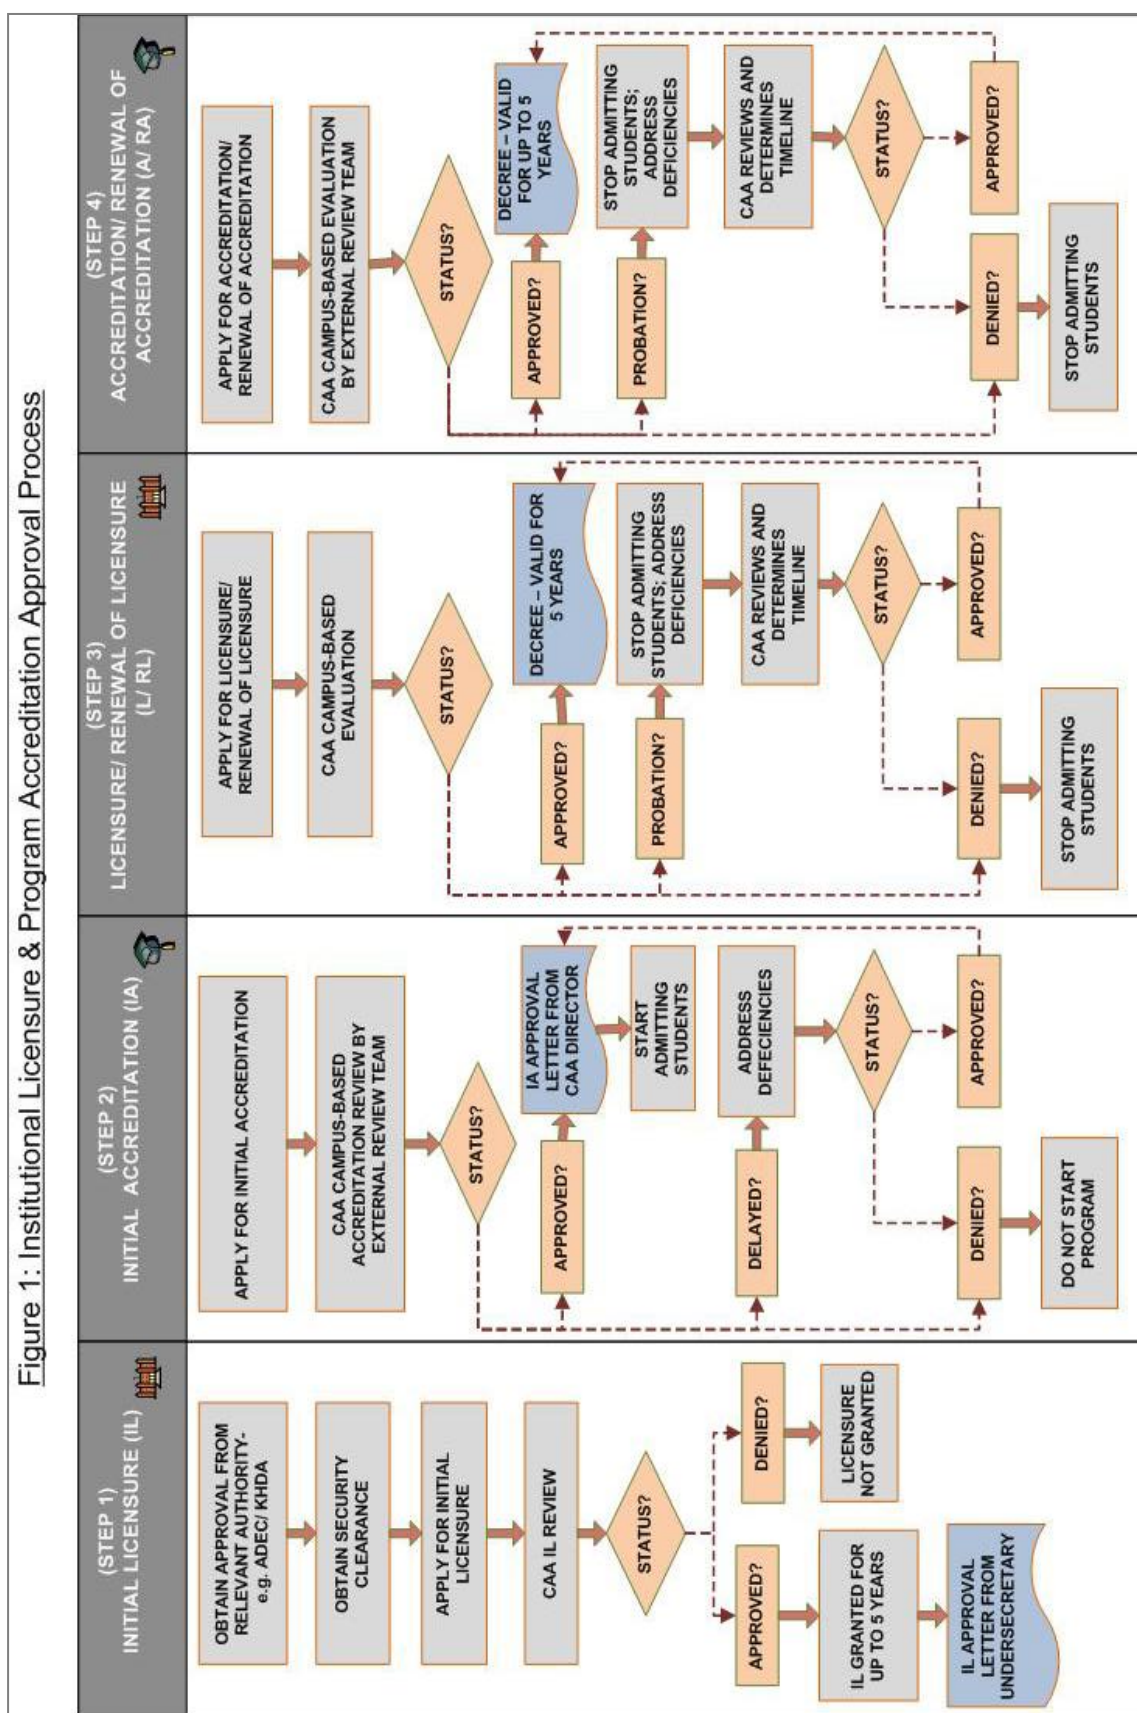 Figure 1: Institutional Licensure & Program Accreditation Approval Process
(STEP 1)
INITIAL LICENSURE (IL)
OBTAIN APPROVAL FROM
RELEVANT AUTHORITY-
e.g. ADEC/ KHDA
OBTAIN SECURITY
CLEARANCE
APPLY FOR INITIAL
LICENSURE
CAA IL REVIEW
STATUS?
APPROVED?
DENIED?
IL GRANTED FOR
UP TO 5 YEARS
LICENSURE
NOT GRANTED
IL APPROVAL
LETTER FROM
UNDERSECRETARY
(STEP 2)
INITIAL ACCREDITATION (IA)
APPLY FOR INITIAL ACCREDITATION
CAA CAMPUS-BASED
ACCREDITATION REVIEW BY
EXTERNAL REVIEW TEAM
STATUS?
APPROVED?
IA APPROVAL
LETTER FROM
CAA DIRECTOR
START
ADMITTING
STUDENTS
DELAYED?
ADDRESS
DEFECIENCIES
STATUS?
DENIED?
APPROVED?
DO NOT START
PROGRAM
(STEP 3)
LICENSURE/ RENEWAL OF LICENSURE
(L/ RL)
APPLY FOR LICENSURE/
RENEWAL OF LICENSURE
CAA CAMPUS-BASED
EVALUATION
STATUS?
APPROVED?
DECREE – VALID FOR
5 YEARS
PROBATION?
STOP ADMITTING
STUDENTS; ADDRESS
DEFICIENCIES
CAA REVIEWS AND
DETERMINES
TIMELINE
STATUS?
DENIED?
APPROVED?
STOP ADMITTING
STUDENTS
(STEP 4)
ACCREDITATION/ RENEWAL OF
ACCREDITATION (A/ RA)
APPLY FOR ACCREDITATION/
RENEWAL OF ACCREDITATION
CAA CAMPUS-BASED EVALUATION
BY EXTERNAL REVIEW TEAM
STATUS?
APPROVED?
DECREE – VALID
FOR UP TO 5
YEARS
PROBATION?
STOP ADMITTING
STUDENTS;
ADDRESS
DEFICIENCIES
CAA REVIEWS AND
DETERMINES
TIMELINE
STATUS?
DENIED?
APPROVED?
STOP ADMITTING
STUDENTS